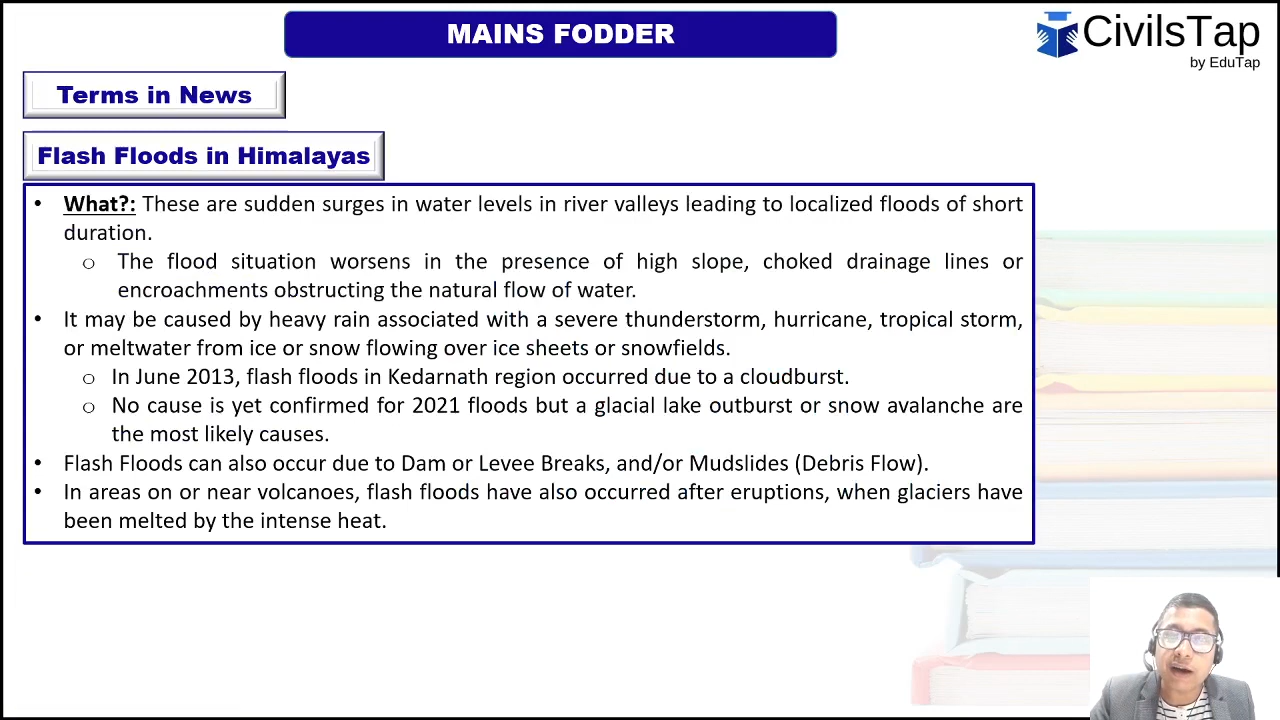 MAINS FODDER
CivilsTap
by EduTap
Terms in News
Flash Floods in Himalayas
• What?: These are sudden surges in water levels in river valleys leading to localized floods of short
duration.
o The flood situation worsens in the presence of high slope, choked drainage lines or
encroachments obstructing the natural flow of water.
• It may be caused by heavy rain associated with a severe thunderstorm, hurricane, tropical storm,
or meltwater from ice or snow flowing over ice sheets or snowfields.
o In June 2013, flash floods in Kedarnath region occurred due to a cloudburst.
o No cause is yet confirmed for 2021 floods but a glacial lake outburst or snow avalanche are
the most likely causes.
• Flash Floods can also occur due to Dam or Levee Breaks, and/or Mudslides (Debris Flow).
• In areas on or near volcanoes, flash floods have also occurred after eruptions, when glaciers have
been melted by the intense heat.